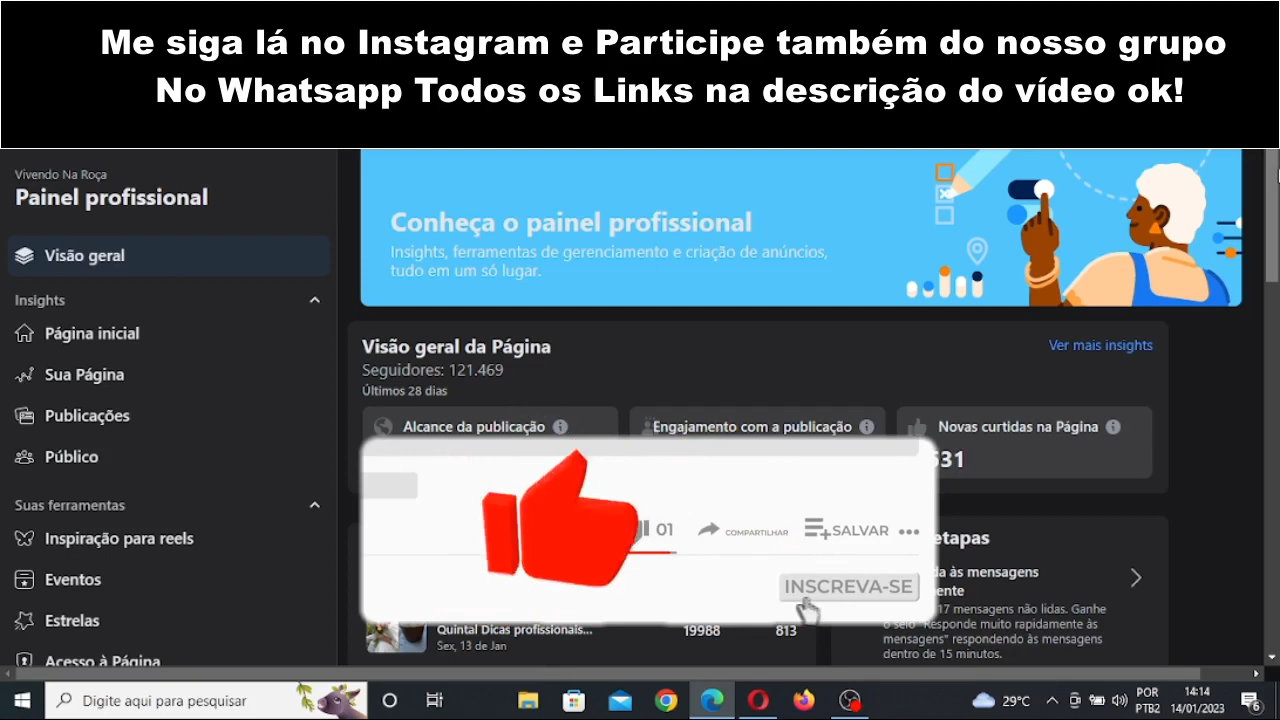 Me siga lá no Instagram e Participe também do nosso grupo
No Whatsapp Todos os Links na descrição do vídeo ok!
Vivendo Na Roça
Painel profissional
Visão geral
Insights
Página inicial
Sua Página
Publicações
Público
Suas ferramentas
Inspiração para reels
Eventos
Estrelas
Acesso à Página
Conheça o painel profissional
Insights, ferramentas de gerenciamento e criação de anúncios,
tudo em um só lugar.
Visão geral da Página
Ver mais insights
Seguidores: 121.469
Últimos 28 dias
Alcance da publicação
Engajamento com a publicação
Novas curtidas na Página
531
01
COMPARTILHAR
SALVAR
INSCREVA-SE
Quintal Dicas profissionais...
Sex, 13 de Jan
19988
813
etapas
da às mensagens
ente
17 mensagens não lidas. Ganhe
o selo "Responde muito rapidamente às
mensagens" respondendo às mensagens
dentro de 15 minutos.
Digite aqui para pesquisar
29°C
POR
PTB2
14:14
14/01/2023
6